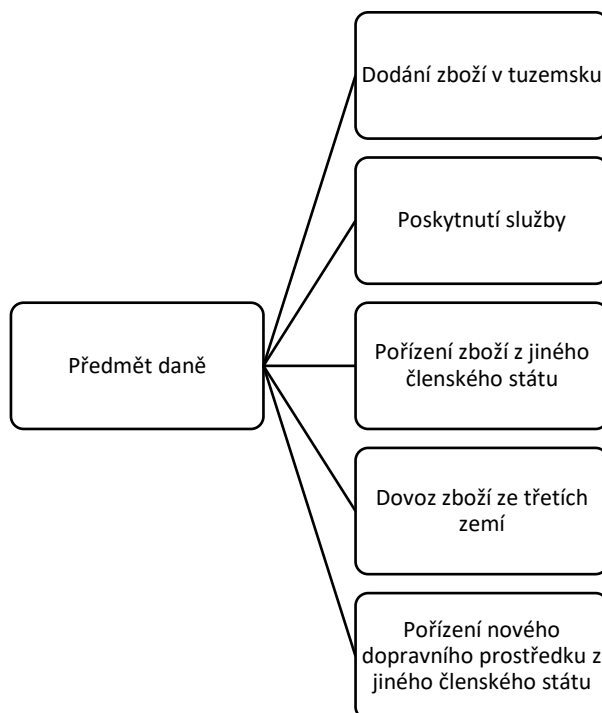 Dodání zboží v tuzemsku
Poskytnutí služby
Předmět daně
Pořízení zboží z jiného
členského státu
Dovoz zboží ze třetích
zemí
Pořízení nového
dopravního prostředku z
jiného členského státu